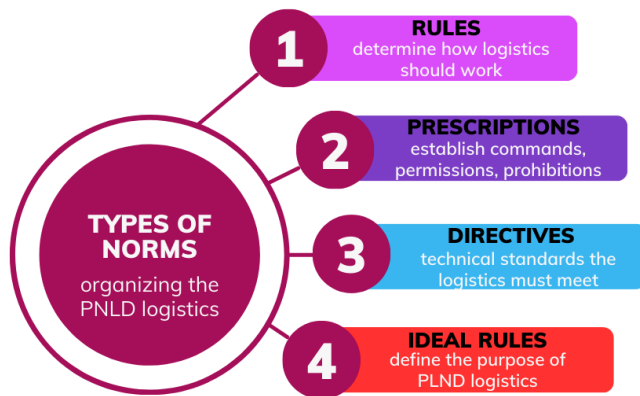 TYPES OF
NORMS
organizing the
PNLD logistics
1
RULES
determine how logistics
should work
2
PRESCRIPTIONS
establish commands,
permissions, prohibitions
3
DIRECTIVES
technical standards the
logistics must meet
4
IDEAL RULES
define the purpose of
PLND logistics